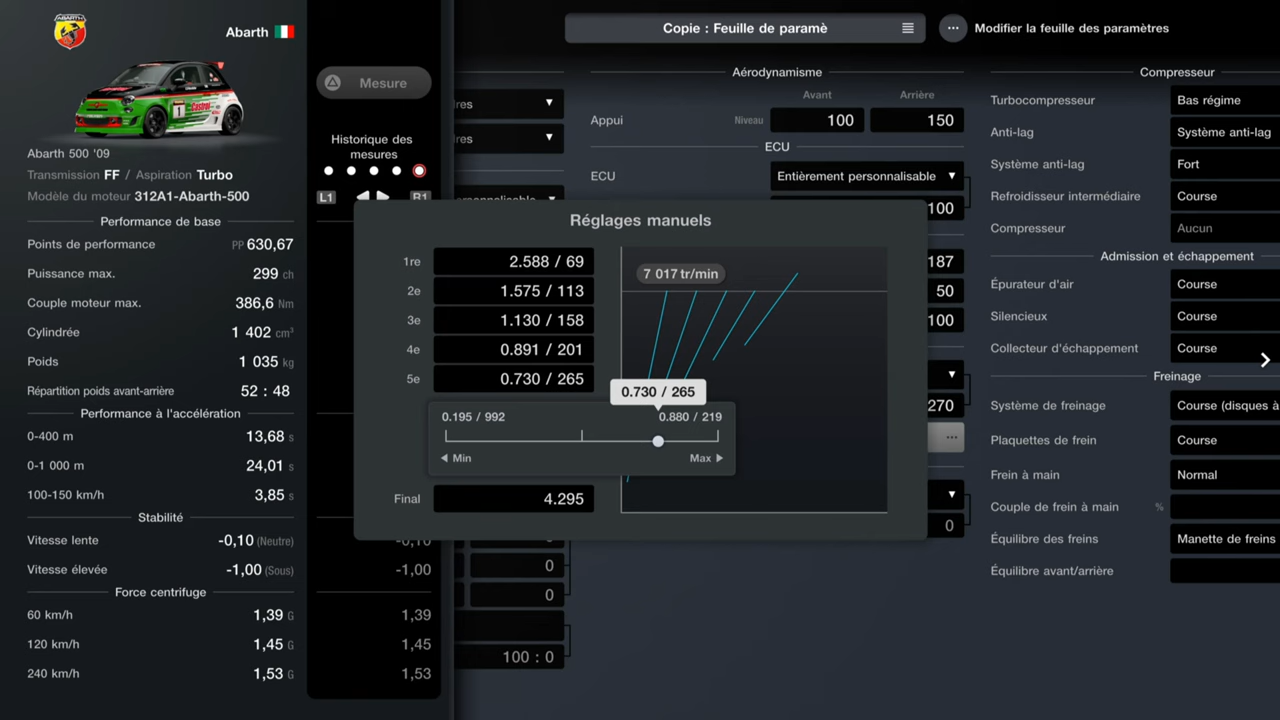 ABARTH
Abarth
Castrol
1
Abarth 500 '09
Transmission FF / Aspiration Turbo
Modèle du moteur 312A1-Abarth-500
Performance de base
Points de performance PP 630,67
Puissance max. 299 ch
Couple moteur max. 386,6 Nm
Cylindrée 1 402 cm³
Poids 1 035 kg
Répartition poids avant-arrière 52 : 48
Performance à l'accélération
0-400 m 13,68 s
0-1 000 m 24,01 s
100-150 km/h 3,85 s
Stabilité
Vitesse lente -0,10 (Neutre)
Vitesse élevée -1,00 (Sous)
Force centrifuge
60 km/h 1,39 G
120 km/h 1,45 G
240 km/h 1,53 G
Mesure
Historique des
mesures
L1 R1
-0,10
-1,00
1,39
1,45
1,53
Copie : Feuille de paramè
Modifier la feuille des paramètres
Aérodynamisme
Avant Arrière
Appui Niveau 100 150
ECU
ECU Entièrement personnalisable
100
187
50
100
270
0
0
0
100 : 0
Réglages manuels
1re 2.588 / 69
2e 1.575 / 113
3e 1.130 / 158
4e 0.891 / 201
5e 0.730 / 265
7 017 tr/min
0.730 / 265
0.195 / 992 0.880 / 219
Min Max
Final 4.295
Compresseur
Turbocompresseur Bas régime
Anti-lag Système anti-lag
Système anti-lag Fort
Refroidisseur intermédiaire Course
Compresseur Aucun
Admission et échappement
Épurateur d'air Course
Silencieux Course
Collecteur d'échappement Course
Freinage
Système de freinage Course (disques à
Plaquettes de frein Course
Frein à main Normal
Couple de frein à main %
Équilibre des freins Manette de freins
Équilibre avant/arrière